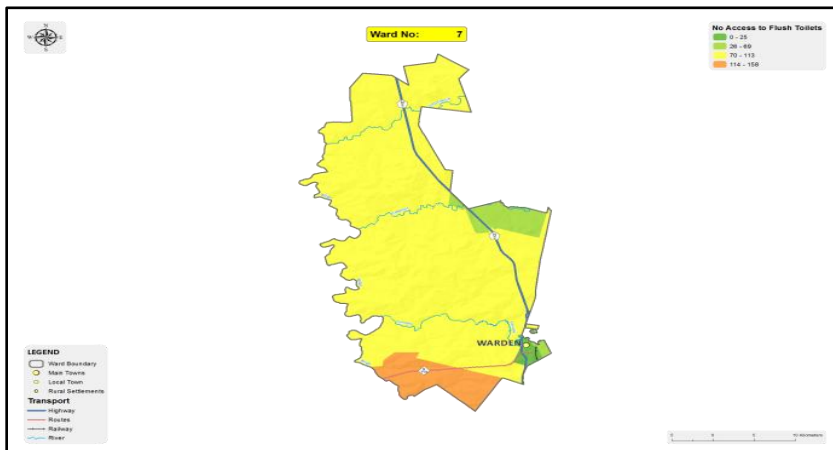 N
W E
S
Ward No: 7
No Access to Flush Toilets
0 - 25
26 - 69
70 - 113
114 - 158
WARDEN
LEGEND
Ward Boundary
Main Towns
Local Town
Rural Settlements
Transport
Highway
Routes
Railway
River